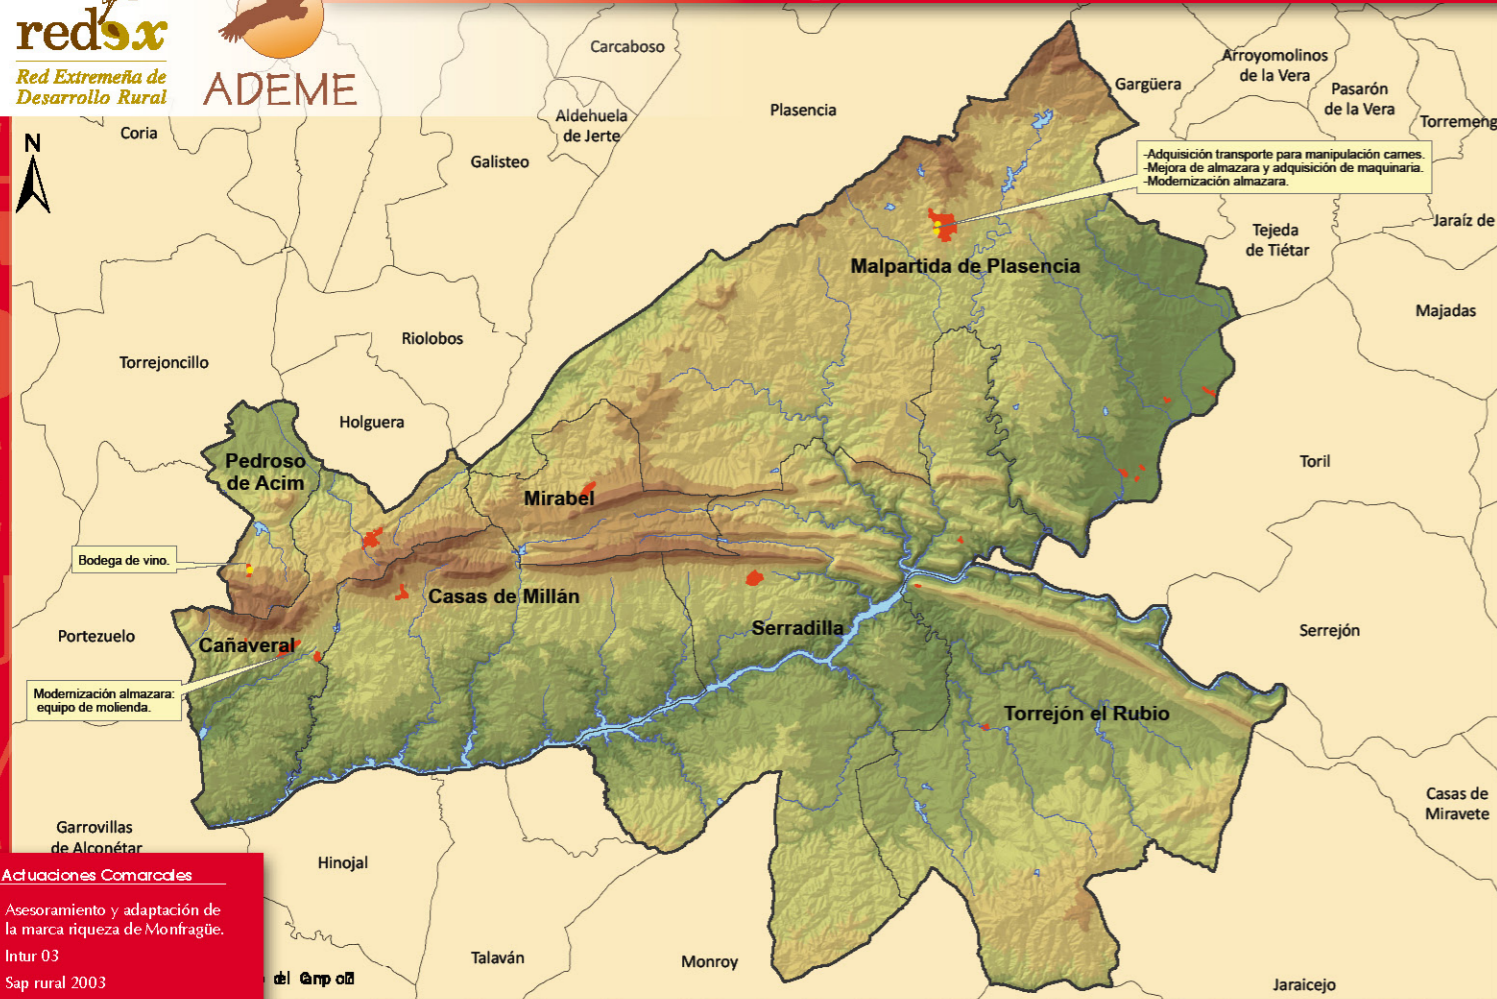 redex
Red Extremeña de
Desarrollo Rural
ADEME
N
Coria
Carcaboso
Aldehuela
de Jerte
Galisteo
Plasencia
Gargüera
Arroyomolinos
de la Vera
Pasarón
de la Vera
Torremeng
-Adquisición transporte para manipulación carnes.
-Mejora de almazara y adquisición de maquinaria.
-Modernización almazara.
Jaraíz de
Tejeda
de Tiétar
Malpartida de Plasencia
Majadas
Riolobos
Torrejoncillo
Holguera
Pedroso
de Acim
Mirabel
Toril
Bodega de vino.
Casas de Millán
Serradilla
Portezuelo
Cañaveral
Serrejón
Modernización almazara:
equipo de molienda.
Torrejón el Rubio
Casas de
Miravete
Garrovillas
de Alconétar
Hinojal
Actuaciones Comarcales
Asesoramiento y adaptación de
la marca riqueza de Monfragüe.
Intur 03
Sap rural 2003
del
Talaván
Monroy
Jaraicejo